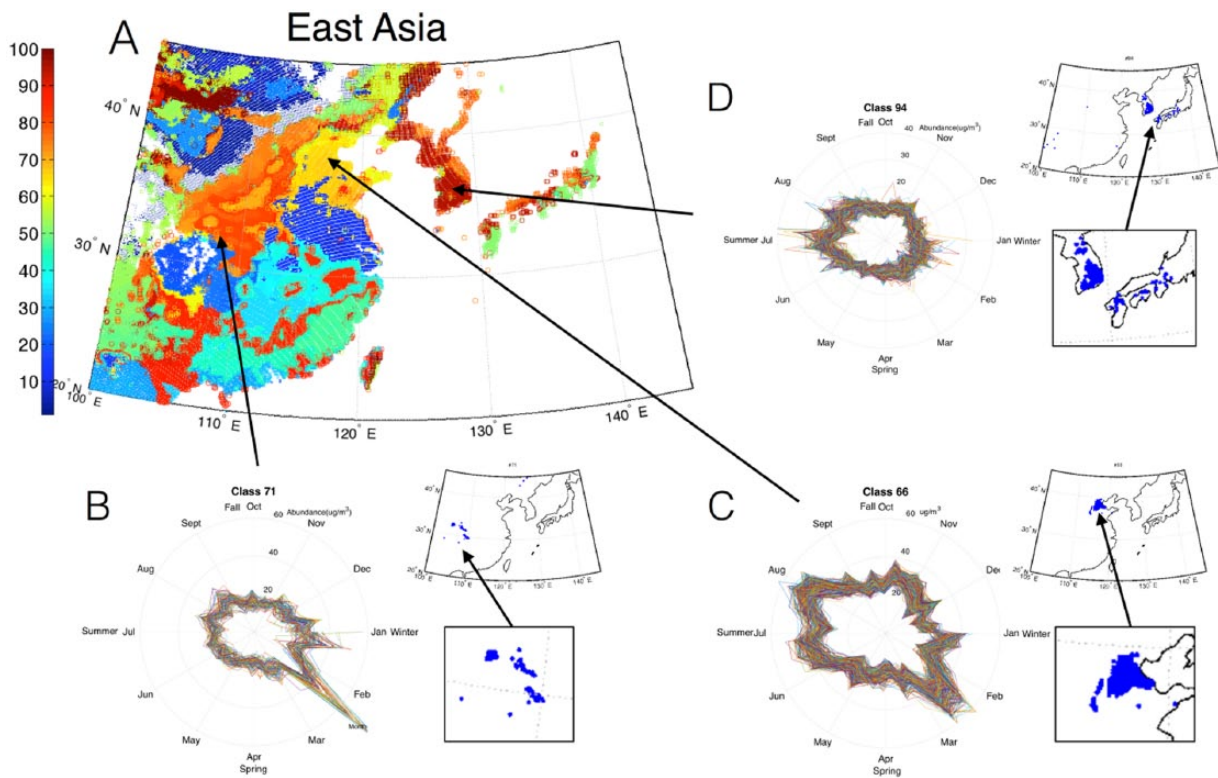 A
East Asia
100
90
80
70
60
50
40
30
20
10
40°N
30°N
20°N
100°E
110°E
120°E
130°E
140°E
D
Class 94
Fall Oct
40 Abundance(ug/m³)
30
20
Nov
Dec
Jan Winter
Feb
Mar
Apr
Spring
May
Jun
Summer Jul
Aug
Sept
40°N
30°N
20°N
110°E
120°E
130°E
140°E
B
Class 71
Fall Oct
60 Abundance(ug/m³)
40
20
Nov
Dec
Jan Winter
Feb
Month
Mar
Apr
Spring
May
Jun
Summer Jul
Aug
Sept
40°N
30°N
20°N
105°E
110°E
120°E
130°E
140°E
C
Class 66
Fall Oct
60 ug/m³
40
20
Nov
Dec
Jan Winter
Feb
Mar
Apr
Spring
May
Jun
Summer Jul
Aug
Sept
40°N
30°N
20°N
105°E
110°E
120°E
130°E
140°E